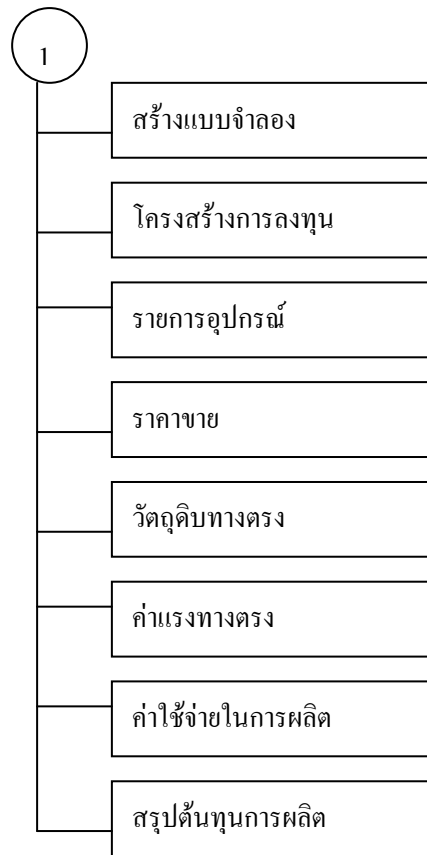 1
สร้างแบบจำลอง
โครงสร้างการลงทุน
รายการอุปกรณ์
ราคาขาย
วัตถุดิบทางตรง
ค่าแรงทางตรง
ค่าใช้จ่ายในการผลิต
สรุปต้นทุนการผลิต